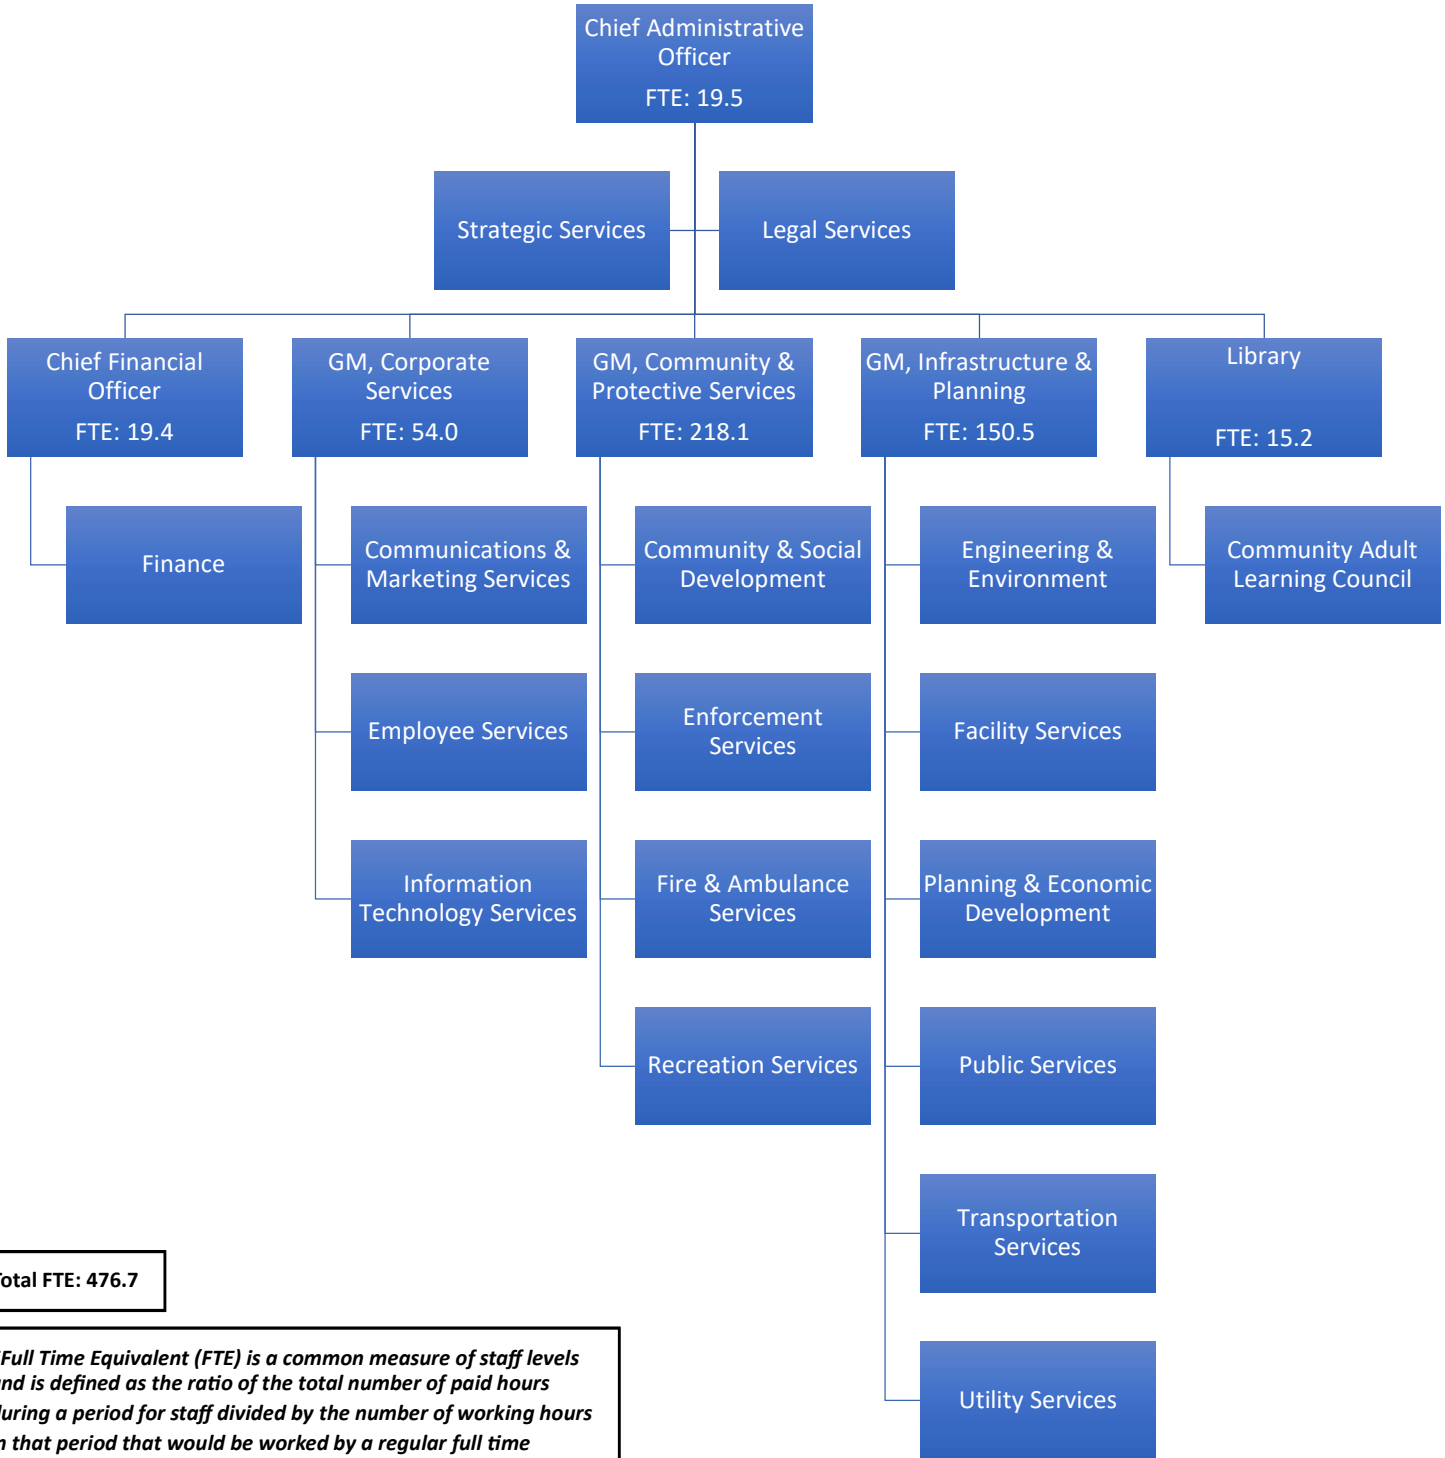 Chief Administrative
Officer
FTE: 19.5
Strategic Services
Legal Services
Chief Financial
Officer
FTE: 19.4
GM, Corporate
Services
FTE: 54.0
GM, Community &
Protective Services
FTE: 218.1
GM, Infrastructure &
Planning
FTE: 150.5
Library
FTE: 15.2
Finance
Communications &
Marketing Services
Community & Social
Development
Engineering &
Environment
Community Adult
Learning Council
Employee Services
Enforcement
Services
Facility Services
Information
Technology Services
Fire & Ambulance
Services
Planning & Economic
Development
Recreation Services
Public Services
Transportation
Services
Utility Services
Total FTE: 476.7
Full Time Equivalent (FTE) is a common measure of staff levels
and is defined as the ratio of the total number of paid hours
during a period for staff divided by the number of working hours
in that period that would be worked by a regular full time